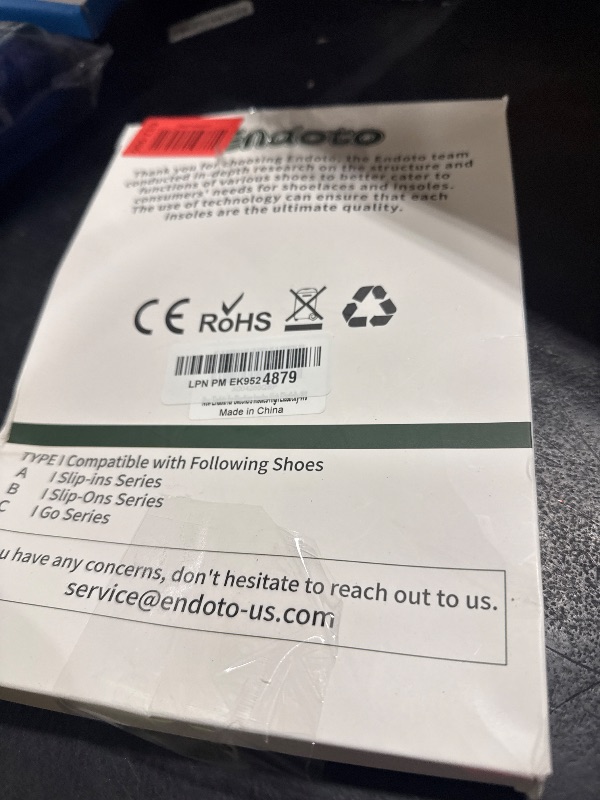 Endoto
Thank you for choosing Endoto, the Endoto team
conducted in-depth research on the structure and
functions of various shoes to better cater to
consumers' needs for shoelaces and insoles.
The use of technology can ensure that each
insoles are the ultimate quality.
CE RoHS
LPN PM EK9524879
Made in China
TYPE I Compatible with Following Shoes
A I Slip-ins Series
B I Slip-Ons Series
C I Go Series
u have any concerns, don't hesitate to reach out to us.
service@endoto-us.com